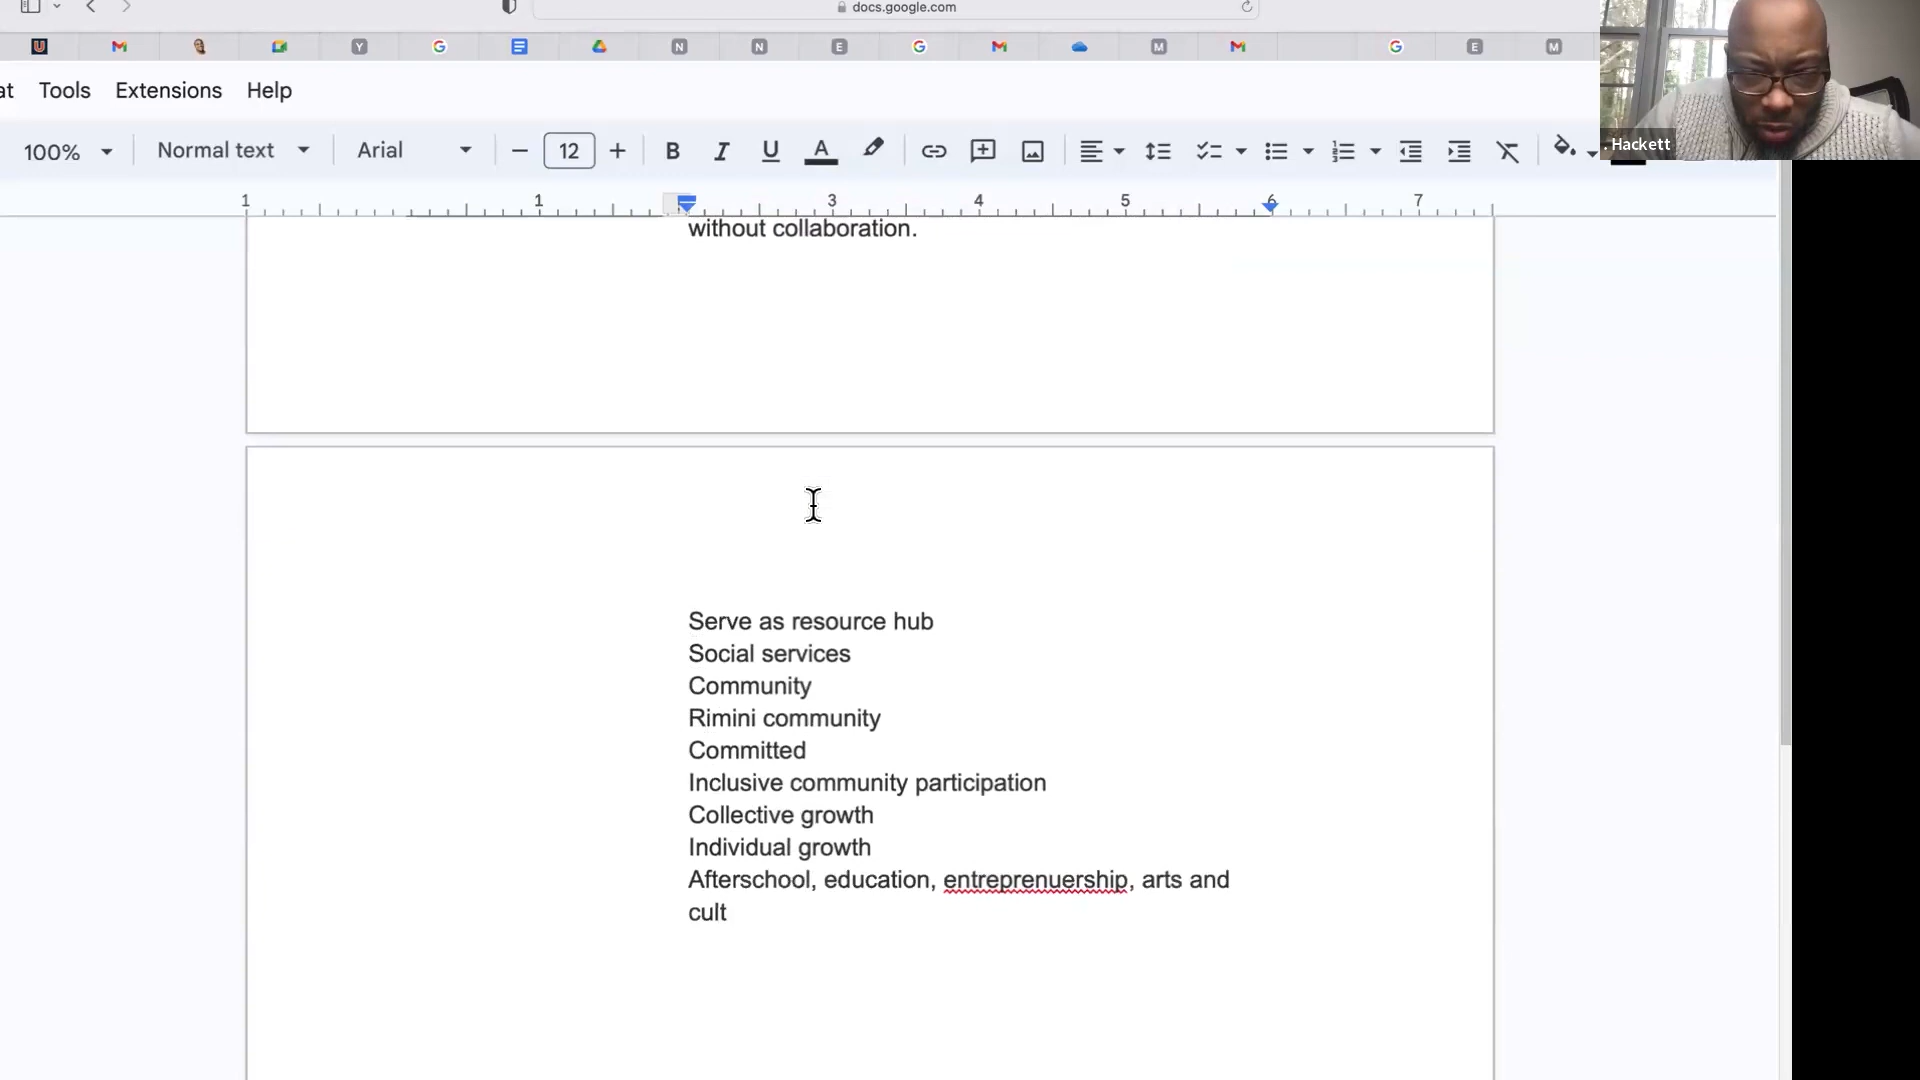 docs.google.com
U Y G N N E G M G E M
at Tools Extensions Help
100% Normal text Arial − 12 + B I U A
. Hackett
1 1 3 4 5 6 7
without collaboration.
Serve as resource hub
Social services
Community
Rimini community
Committed
Inclusive community participation
Collective growth
Individual growth
Afterschool, education, entreprenuership, arts and
cult